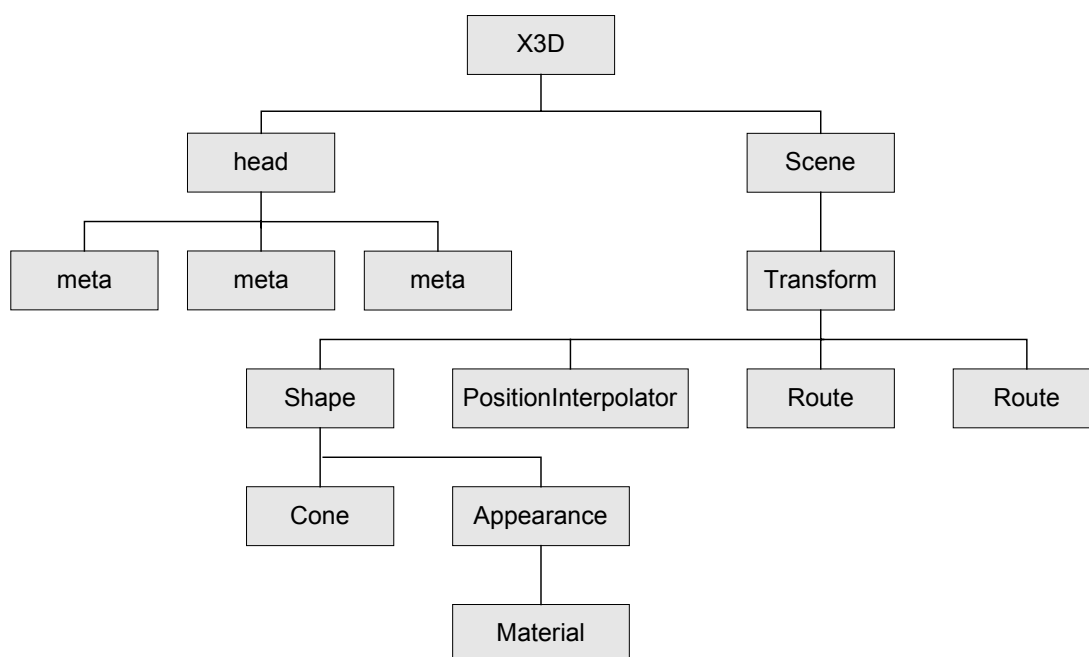 X3D
head
Scene
meta
meta
meta
Transform
Shape
PositionInterpolator
Route
Route
Cone
Appearance
Material